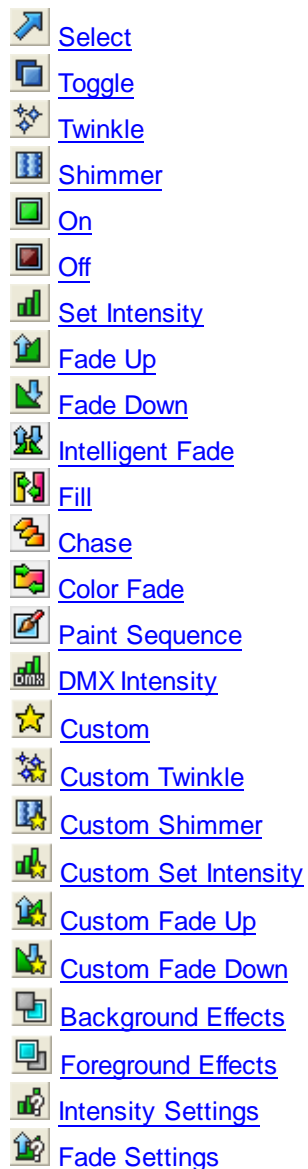 Select
Toggle
Twinkle
Shimmer
On
Off
Set Intensity
Fade Up
Fade Down
Intelligent Fade
Fill
Chase
Color Fade
Paint Sequence
DMX DMX Intensity
Custom
Custom Twinkle
Custom Shimmer
Custom Set Intensity
Custom Fade Up
Custom Fade Down
Background Effects
Foreground Effects
Intensity Settings
Fade Settings